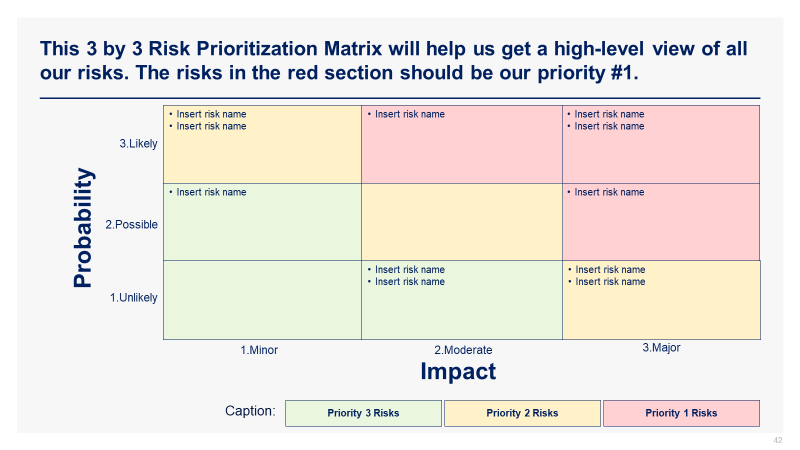 This 3 by 3 Risk Prioritization Matrix will help us get a high-level view of all
our risks. The risks in the red section should be our priority #1.
Probability
3.Likely
• Insert risk name
• Insert risk name
• Insert risk name
• Insert risk name
• Insert risk name
2.Possible
• Insert risk name
• Insert risk name
1.Unlikely
• Insert risk name
• Insert risk name
• Insert risk name
• Insert risk name
1.Minor
2.Moderate
3.Major
Impact
Caption:
Priority 3 Risks
Priority 2 Risks
Priority 1 Risks
42